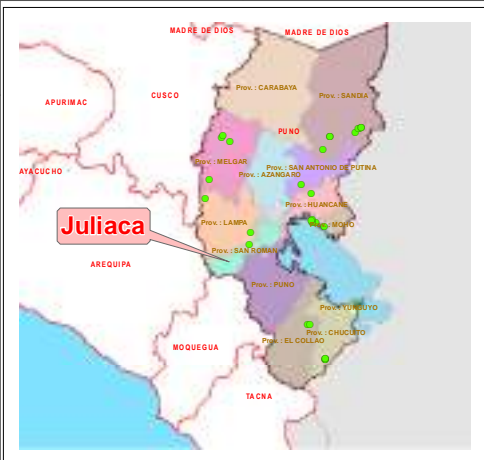 MADRE DE DIOS
MADRE DE DIOS
Prov. : CARABAYA
CUSCO
Prov. : SANDIA
APURIMAC
PUNO
Prov. : MELGAR
Prov. : SAN ANTONIO DE PUTINA
AYACUCHO
Prov. : AZANGARO
Prov. : HUANCANE
Prov. : LAMPA
Prov. : MOHO
Juliaca
Prov. : SAN ROMAN
AREQUIPA
Prov. : PUNO
Prov. : YUNGUYO
Prov. : CHUCUITO
Prov. : EL COLLAO
MOQUEGUA
TACNA